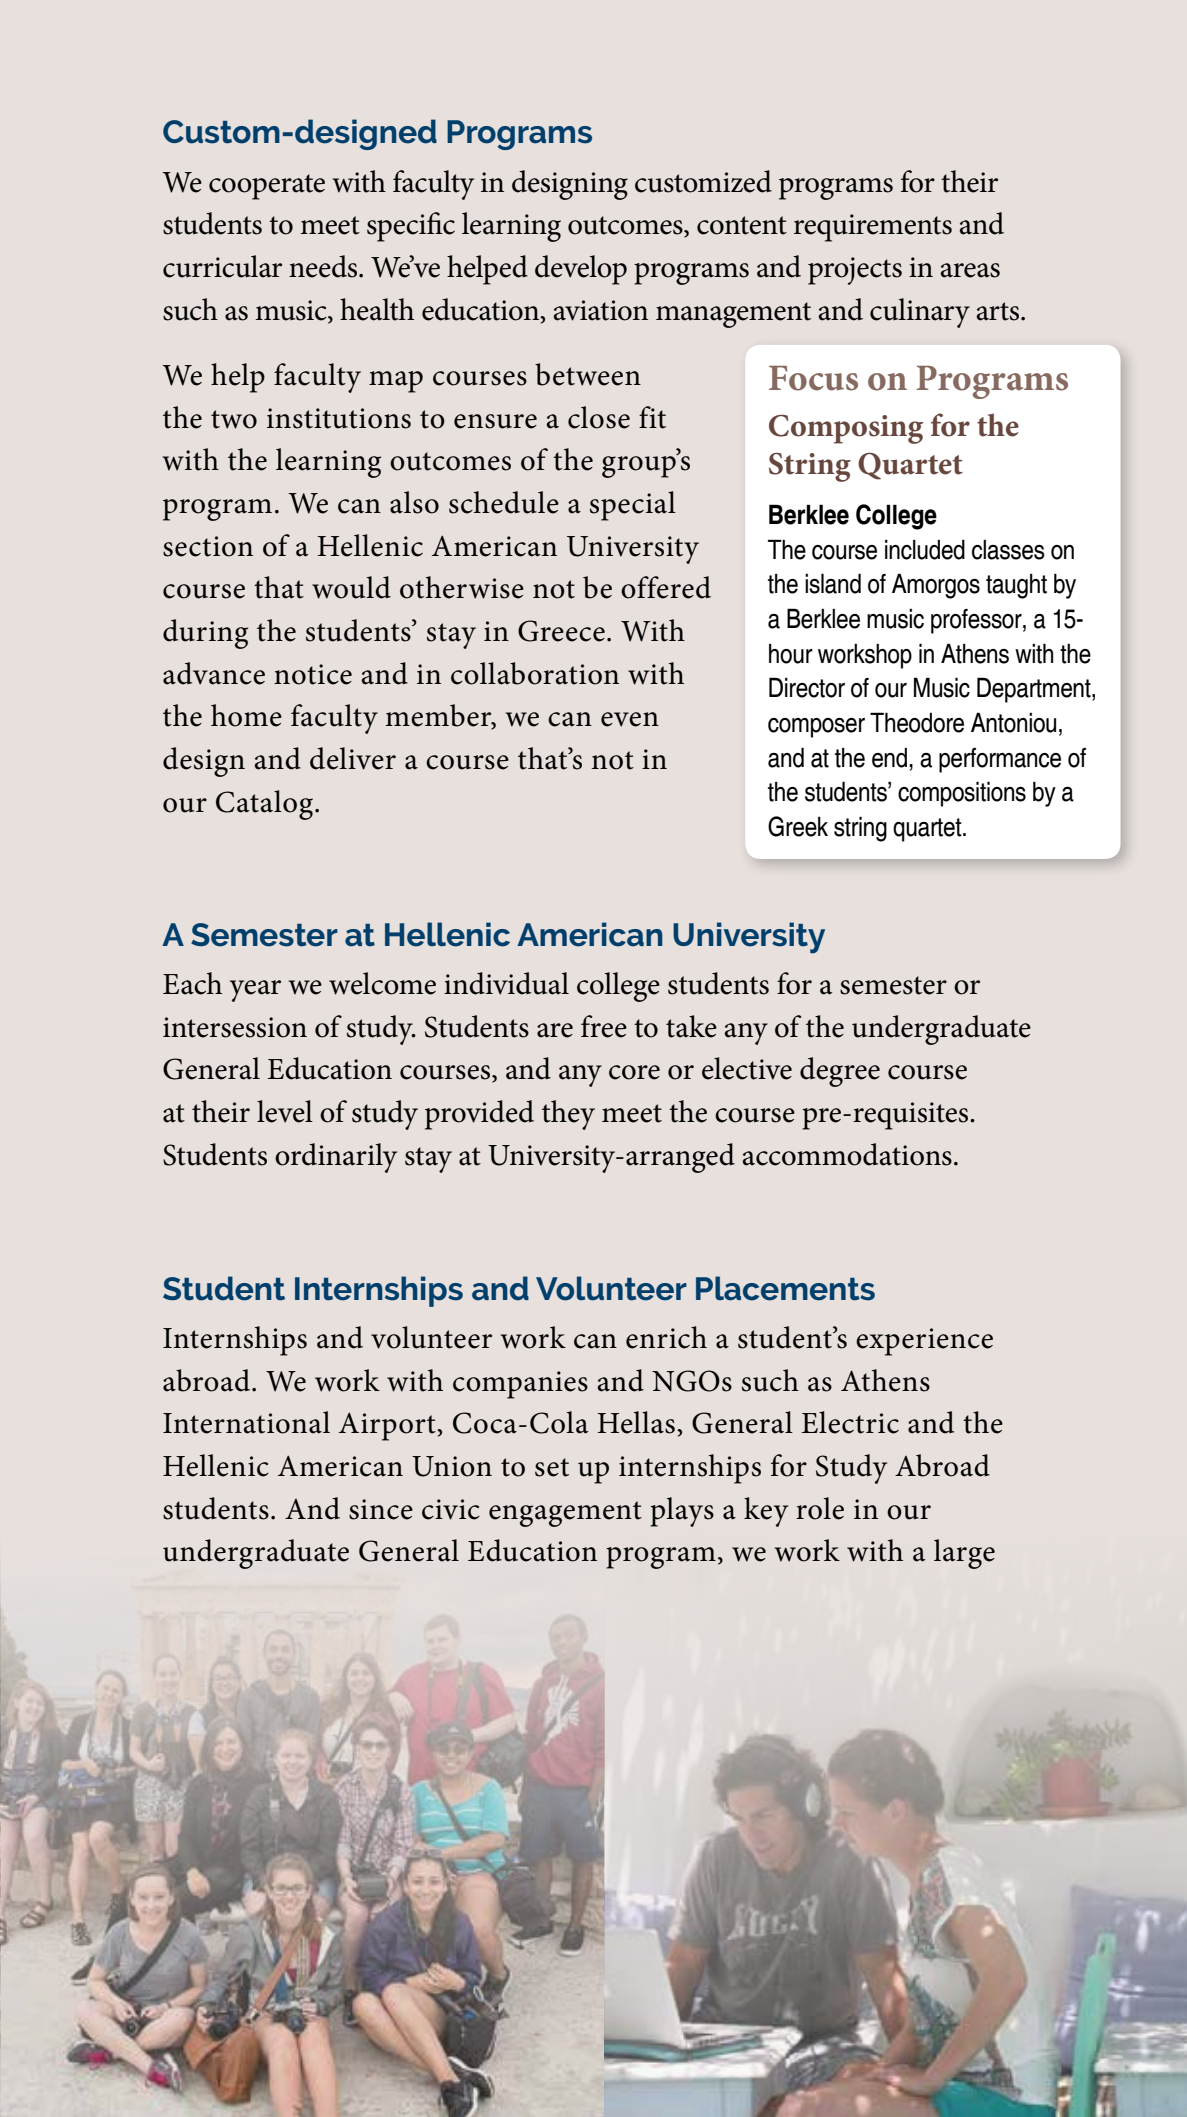 Custom-designed Programs
We cooperate with faculty in designing customized programs for their
students to meet specific learning outcomes, content requirements and
curricular needs. We’ve helped develop programs and projects in areas
such as music, health education, aviation management and culinary arts.
We help faculty map courses between
the two institutions to ensure a close fit
with the learning outcomes of the group’s
program. We can also schedule a special
section of a Hellenic American University
course that would otherwise not be offered
during the students’ stay in Greece. With
advance notice and in collaboration with
the home faculty member, we can even
design and deliver a course that’s not in
our Catalog.
Focus on Programs
Composing for the
String Quartet
Berklee College
The course included classes on
the island of Amorgos taught by
a Berklee music professor, a 15-
hour workshop in Athens with the
Director of our Music Department,
composer Theodore Antoniou,
and at the end, a performance of
the students’ compositions by a
Greek string quartet.
A Semester at Hellenic American University
Each year we welcome individual college students for a semester or
intersession of study. Students are free to take any of the undergraduate
General Education courses, and any core or elective degree course
at their level of study provided they meet the course pre-requisites.
Students ordinarily stay at University-arranged accommodations.
Student Internships and Volunteer Placements
Internships and volunteer work can enrich a student’s experience
abroad. We work with companies and NGOs such as Athens
International Airport, Coca-Cola Hellas, General Electric and the
Hellenic American Union to set up internships for Study Abroad
students. And since civic engagement plays a key role in our
undergraduate General Education program, we work with a large